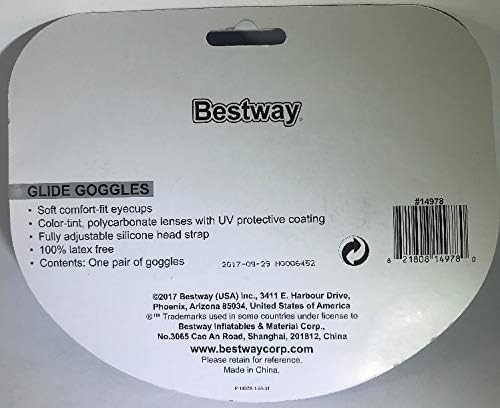 Bestway®
GLIDE GOGGLES
• Soft comfort-fit eyecups
• Color-tint, polycarbonate lenses with UV protective coating
• Fully adjustable silicone head strap
• 100% latex free
• Contents: One pair of goggles
2017-09-29 NG006452
#14978
8 21808 14978 0
©2017 Bestway (USA) Inc., 3411 E. Harbour Drive,
Phoenix, Arizona 85034, United States of America
®™ Trademarks used in some countries under license to
Bestway Inflatables & Material Corp.,
No.3065 Cao An Road, Shanghai, 201812, China
www.bestwaycorp.com
Please retain for reference.
Made in China.